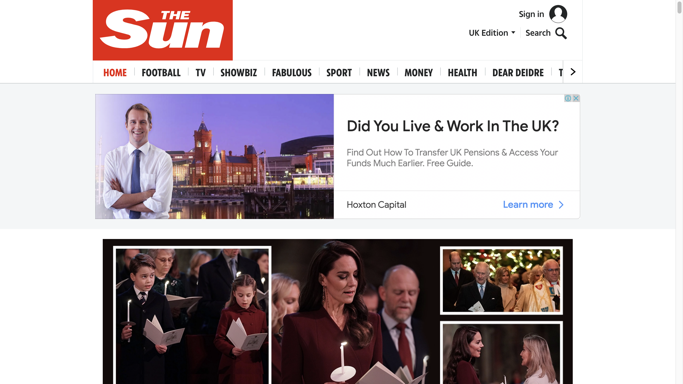 THE
Sun
Sign in
UK Edition
Search
HOME
FOOTBALL
TV
SHOWBIZ
FABULOUS
SPORT
NEWS
MONEY
HEALTH
DEAR DEIDRE
T
Did You Live & Work In The UK?
Find Out How To Transfer UK Pensions & Access Your
Funds Much Earlier. Free Guide.
Hoxton Capital
Learn more